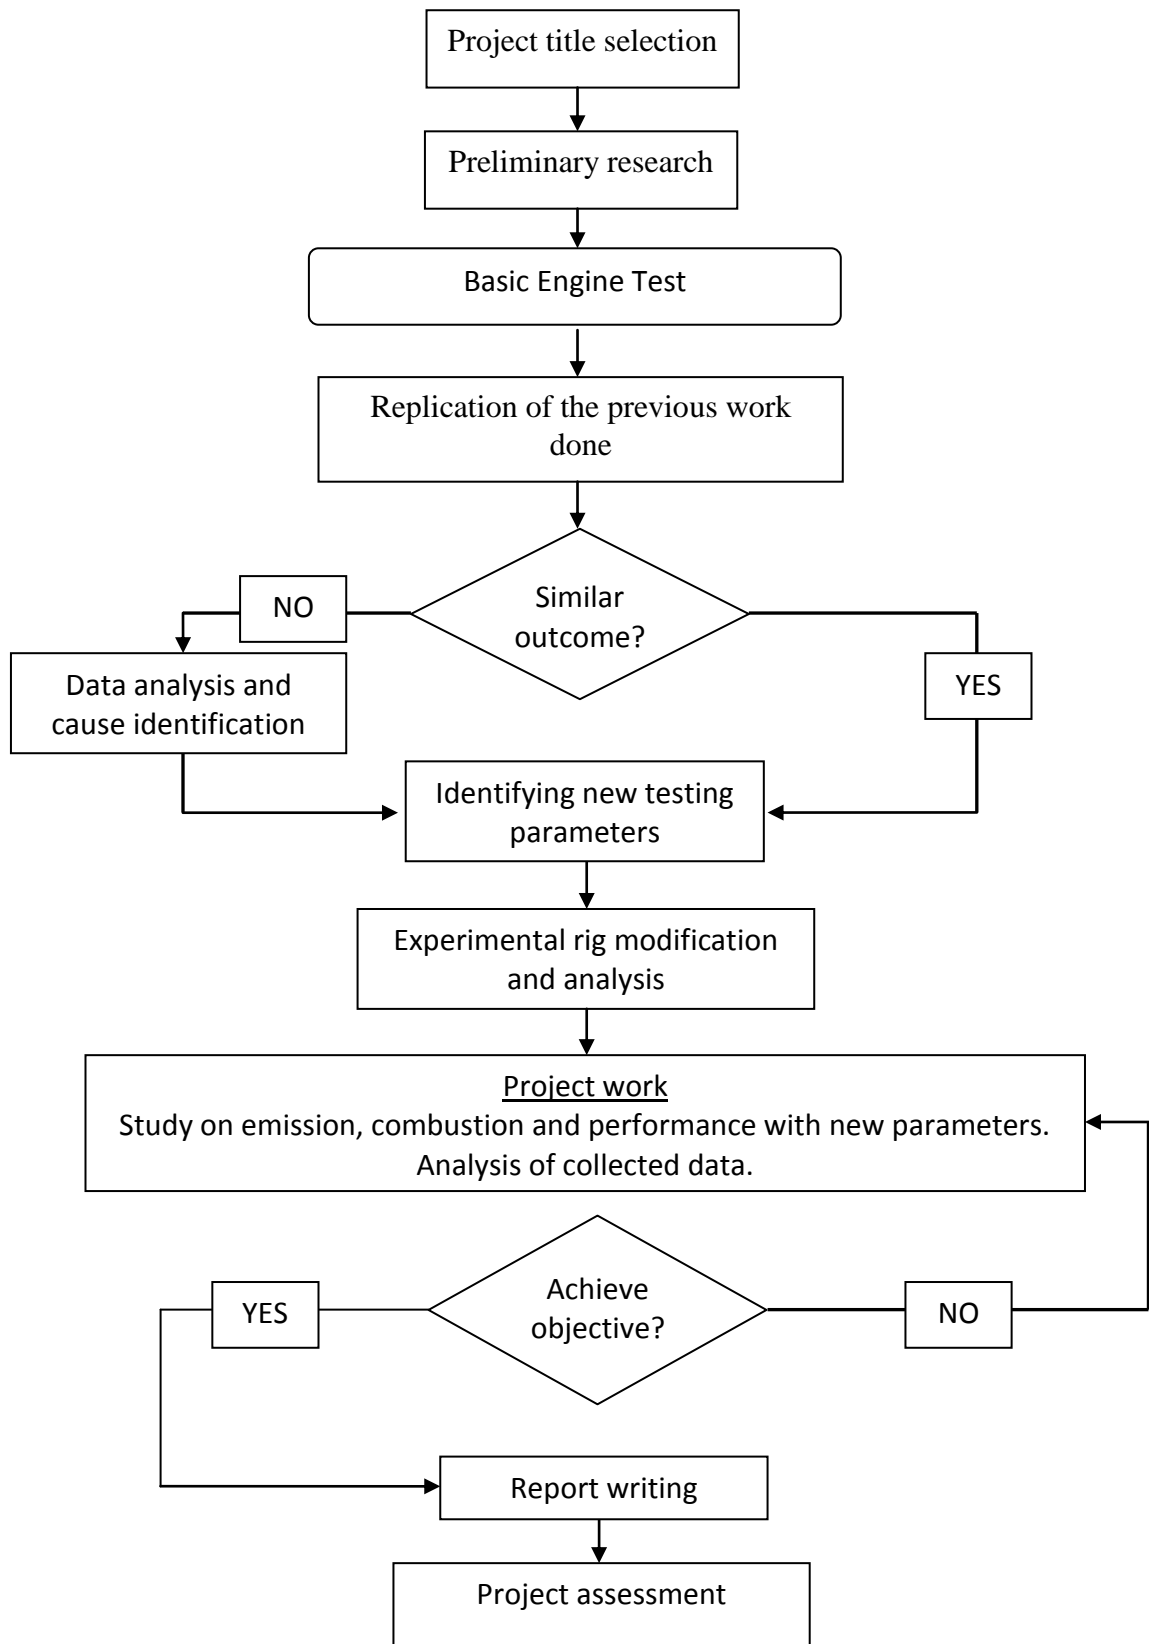 Project title selection
Preliminary research
Basic Engine Test
Replication of the previous work
done
Similar
outcome?
NO
YES
Data analysis and
cause identification
Identifying new testing
parameters
Experimental rig modification
and analysis
Project work
Study on emission, combustion and performance with new parameters.
Analysis of collected data.
Achieve
objective?
YES
NO
Report writing
Project assessment